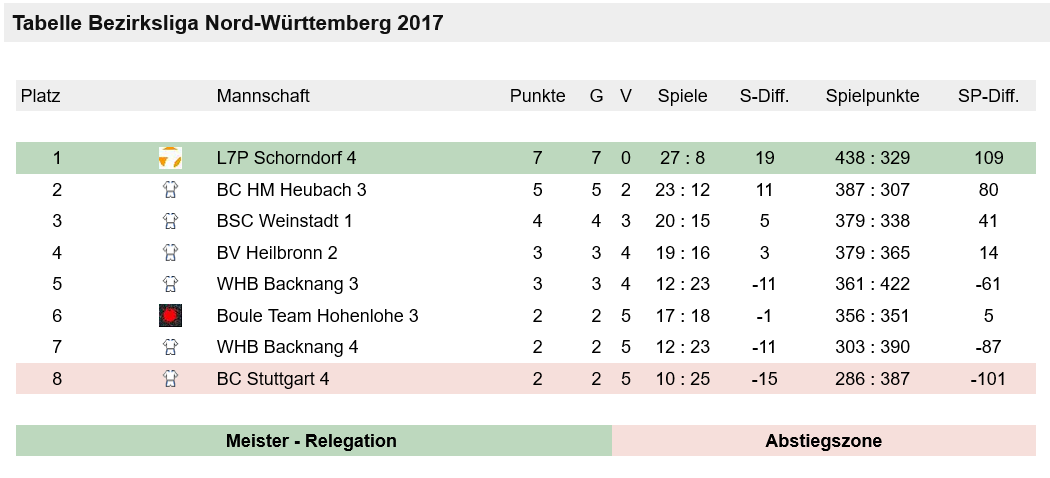 Tabelle Bezirksliga Nord-Württemberg 2017
Platz Mannschaft Punkte G V Spiele S-Diff. Spielpunkte SP-Diff.
1 L7P Schorndorf 4 7 7 0 27 : 8 19 438 : 329 109
2 BC HM Heubach 3 5 5 2 23 : 12 11 387 : 307 80
3 BSC Weinstadt 1 4 4 3 20 : 15 5 379 : 338 41
4 BV Heilbronn 2 3 3 4 19 : 16 3 379 : 365 14
5 WHB Backnang 3 3 3 4 12 : 23 -11 361 : 422 -61
6 Boule Team Hohenlohe 3 2 2 5 17 : 18 -1 356 : 351 5
7 WHB Backnang 4 2 2 5 12 : 23 -11 303 : 390 -87
8 BC Stuttgart 4 2 2 5 10 : 25 -15 286 : 387 -101
Meister - Relegation Abstiegszone